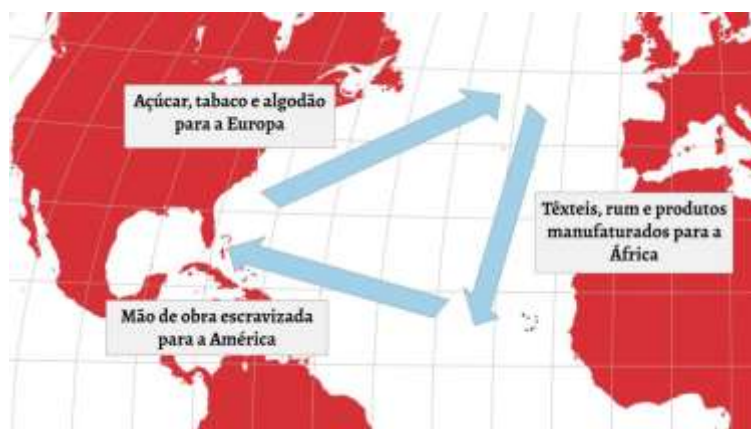 Açúcar, tabaco e algodão
para a Europa
Têxteis, rum e produtos
manufaturados para a
África
Mão de obra escravizada
para a América